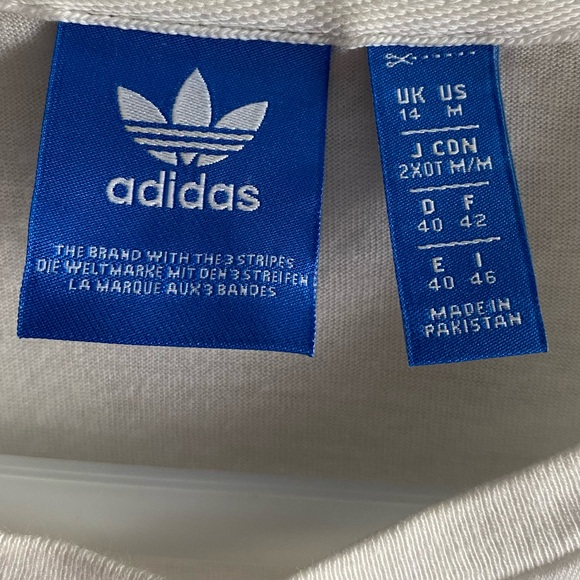 adidas
THE BRAND WITH THE 3 STRIPES
DIE WELTMARKE MIT DEN 3 STREIFEN
LA MARQUE AUX 3 BANDES
UK US
14 M
J CDN
2XOT M/M
D F
40 42
E I
40 46
MADE IN
PAKISTAN